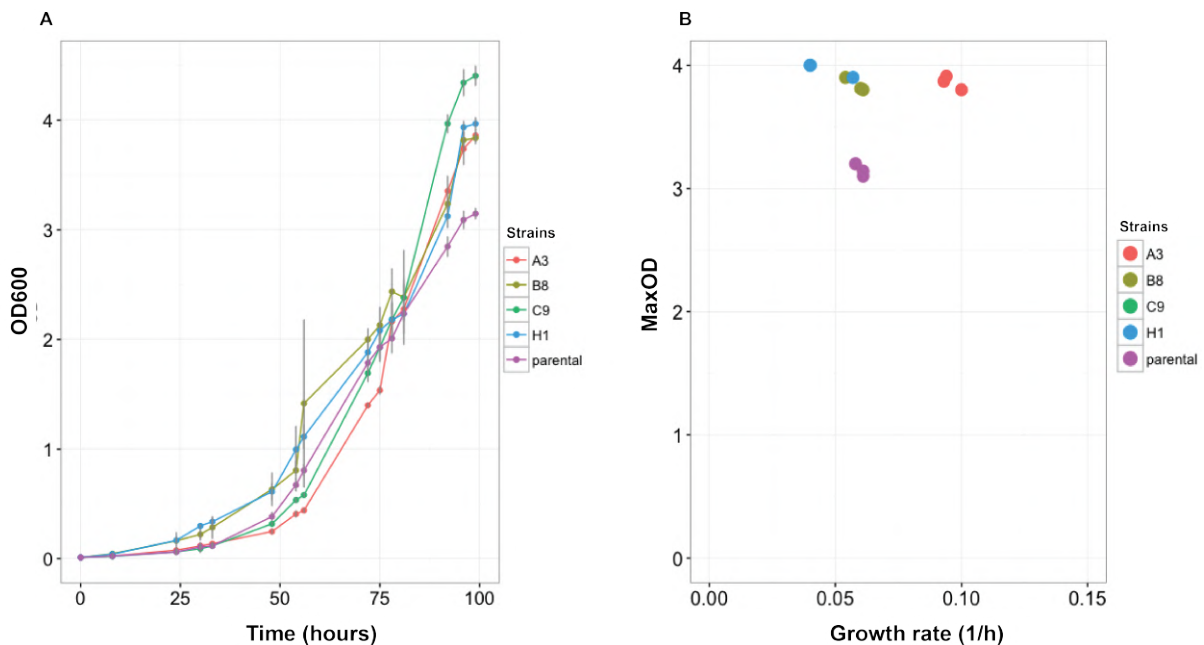 A
OD600
4
3
2
1
0
0 25 50 75 100
Time (hours)
Strains
A3
B8
C9
H1
parental
B
MaxOD
4
3
2
1
0
0.00 0.05 0.10 0.15
Growth rate (1/h)
Strains
A3
B8
C9
H1
parental